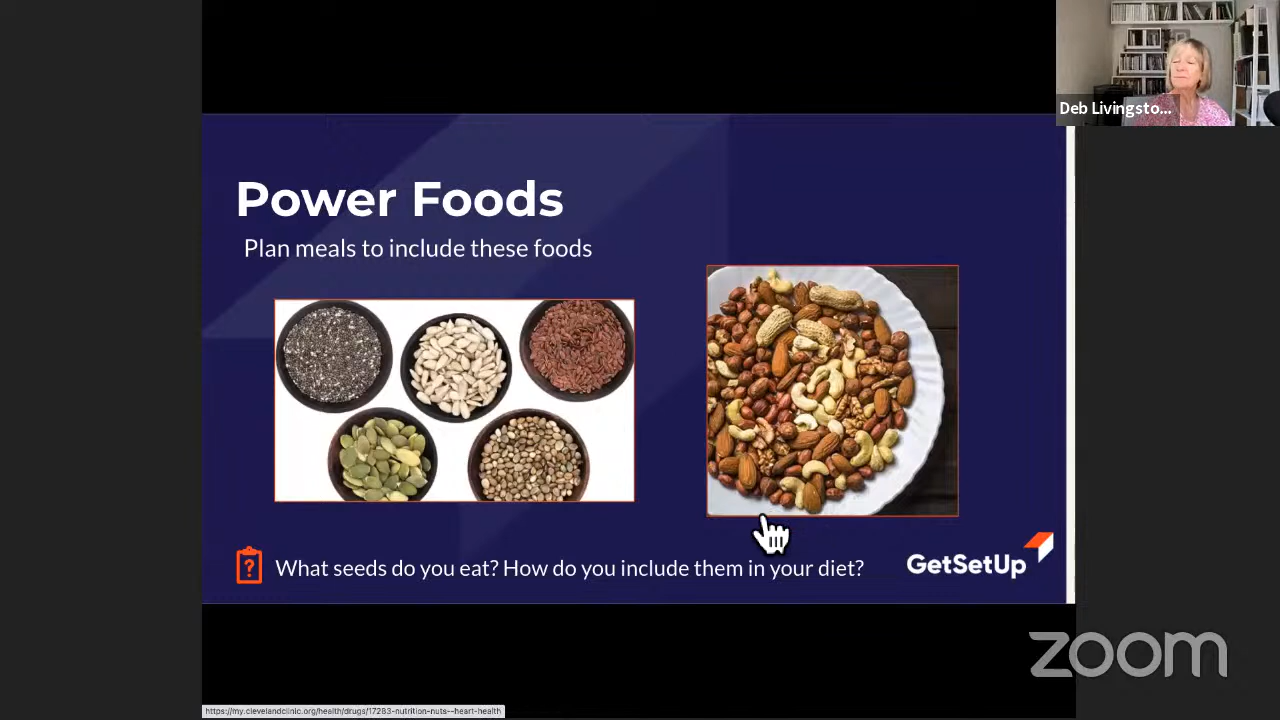 Deb Livingsto...
Power Foods
Plan meals to include these foods
?
What seeds do you eat? How do you include them in your diet?
GetSetUp
zoom
https://my.clevelandclinic.org/health/drugs/17283-nutrition-nuts--heart-health